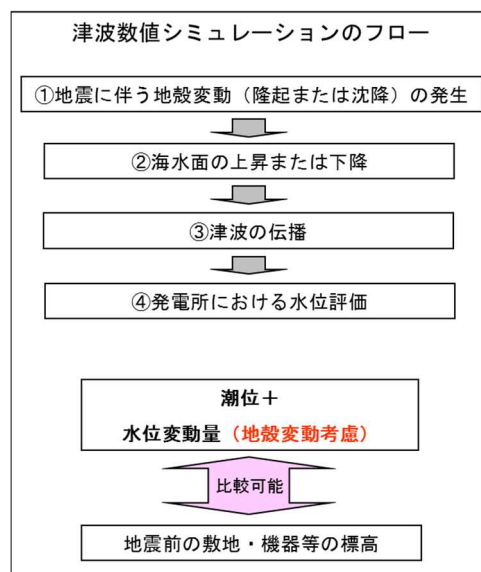 津波数値シミュレーションのフロー
①地震に伴う地殻変動（隆起または沈降）の発生
②海水面の上昇または下降
③津波の伝播
④発電所における水位評価
潮位＋
水位変動量（地殻変動考慮）
比較可能
地震前の敷地・機器等の標高